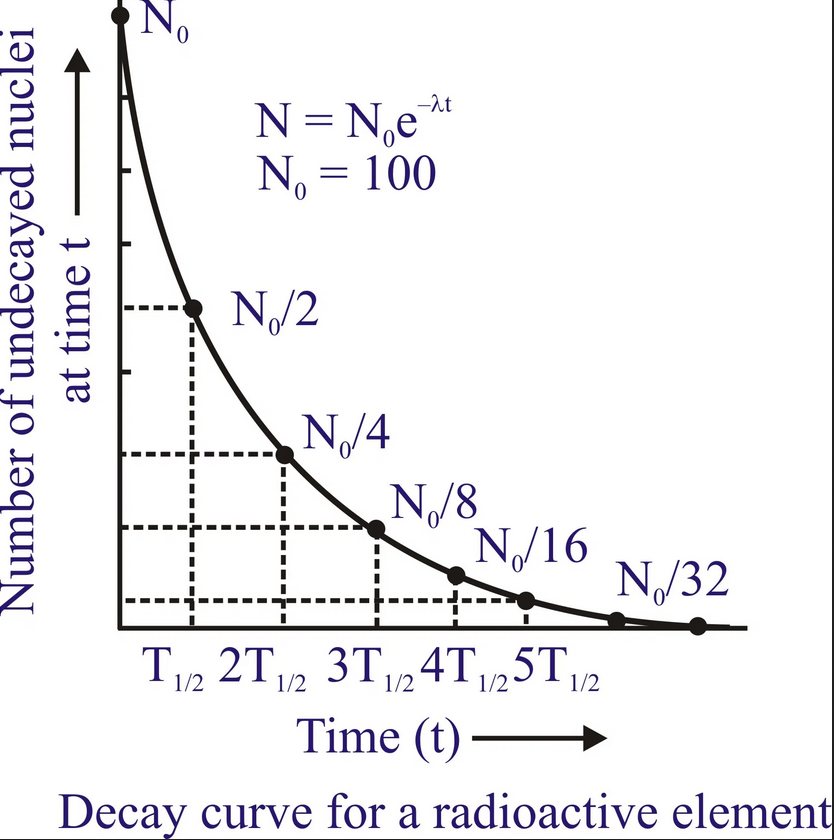 N₀
Number of undecayed nuclei
at time t
N = N₀e⁻λᵗ
N₀ = 100
N₀/2
N₀/4
N₀/8
N₀/16
N₀/32
T1/2 2T1/2 3T1/2 4T1/2 5T1/2
Time (t)
Decay curve for a radioactive element